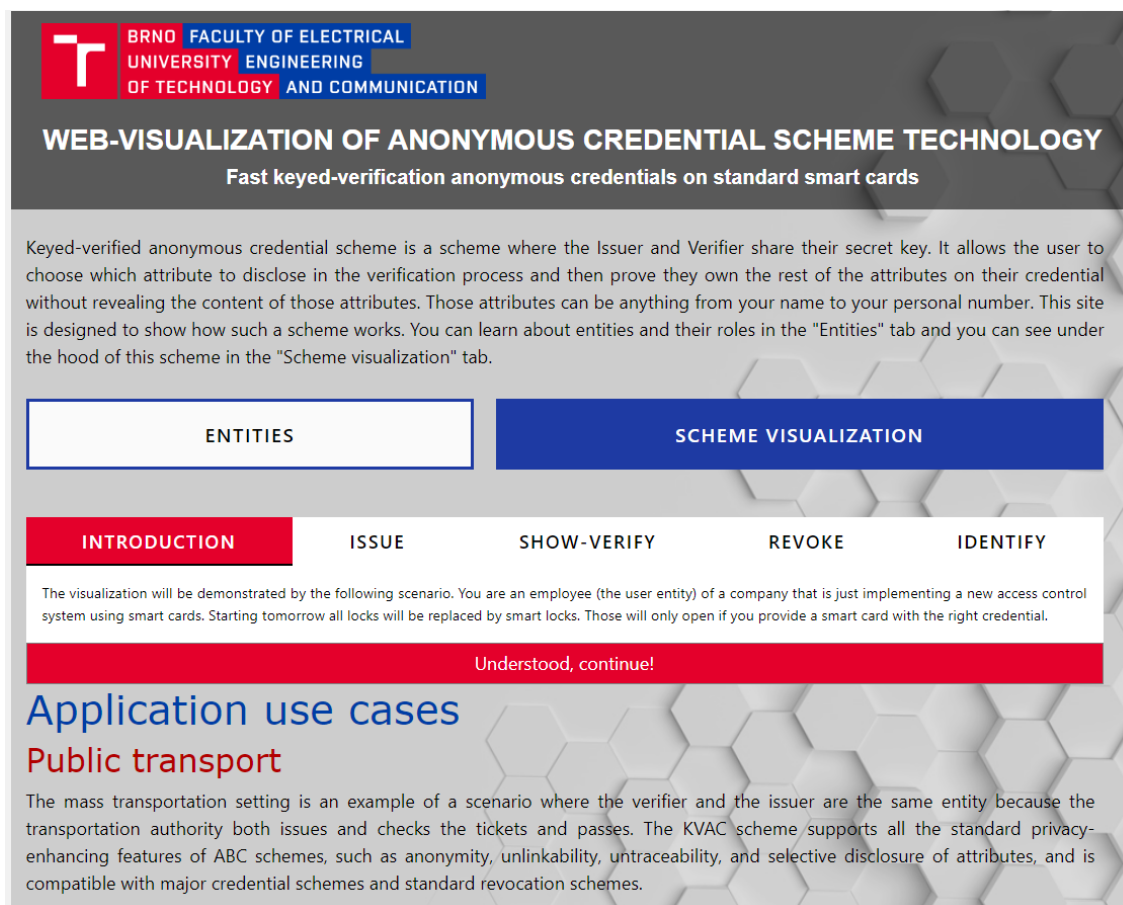 BRNO FACULTY OF ELECTRICAL
UNIVERSITY ENGINEERING
OF TECHNOLOGY AND COMMUNICATION
WEB-VISUALIZATION OF ANONYMOUS CREDENTIAL SCHEME TECHNOLOGY
Fast keyed-verification anonymous credentials on standard smart cards
Keyed-verified anonymous credential scheme is a scheme where the Issuer and Verifier share their secret key. It allows the user to
choose which attribute to disclose in the verification process and then prove they own the rest of the attributes on their credential
without revealing the content of those attributes. Those attributes can be anything from your name to your personal number. This site
is designed to show how such a scheme works. You can learn about entities and their roles in the "Entities" tab and you can see under
the hood of this scheme in the "Scheme visualization" tab.
ENTITIES SCHEME VISUALIZATION
INTRODUCTION ISSUE SHOW-VERIFY REVOKE IDENTIFY
The visualization will be demonstrated by the following scenario. You are an employee (the user entity) of a company that is just implementing a new access control
system using smart cards. Starting tomorrow all locks will be replaced by smart locks. Those will only open if you provide a smart card with the right credential.
Understood, continue!
Application use cases
Public transport
The mass transportation setting is an example of a scenario where the verifier and the issuer are the same entity because the
transportation authority both issues and checks the tickets and passes. The KVAC scheme supports all the standard privacy-
enhancing features of ABC schemes, such as anonymity, unlinkability, untraceability, and selective disclosure of attributes, and is
compatible with major credential schemes and standard revocation schemes.